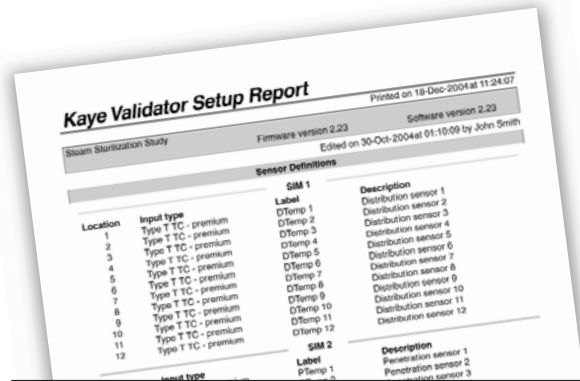 Kaye Validator Setup Report
Printed on 18-Dec-2004at 11:24:07
Steam Sterilization Study Firmware version 2.23 Software version 2.23
Edited on 30-Oct-2004at 01:10:09 by John Smith
Sensor Definitions
SIM 1
Location Input type Label Description
1 Type T TC - premium DTemp 1 Distribution sensor 1
2 Type T TC - premium DTemp 2 Distribution sensor 2
3 Type T TC - premium DTemp 3 Distribution sensor 3
4 Type T TC - premium DTemp 4 Distribution sensor 4
5 Type T TC - premium DTemp 5 Distribution sensor 5
6 Type T TC - premium DTemp 6 Distribution sensor 6
7 Type T TC - premium DTemp 7 Distribution sensor 7
8 Type T TC - premium DTemp 8 Distribution sensor 8
9 Type T TC - premium DTemp 9 Distribution sensor 9
10 Type T TC - premium DTemp 10 Distribution sensor 10
11 Type T TC - premium DTemp 11 Distribution sensor 11
12 Type T TC - premium DTemp 12 Distribution sensor 12
SIM 2
Input type Label Description
PTemp 1 Penetration sensor 1
Penetration sensor 2
sensor 3